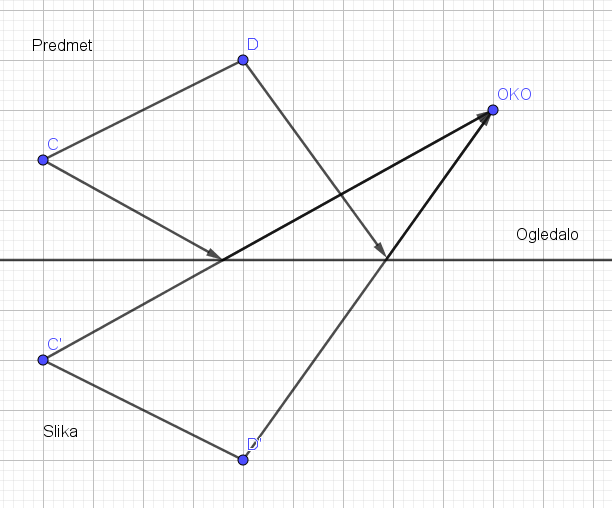 Predmet
D
OKO
C
Ogledalo
C'
Slika
D'